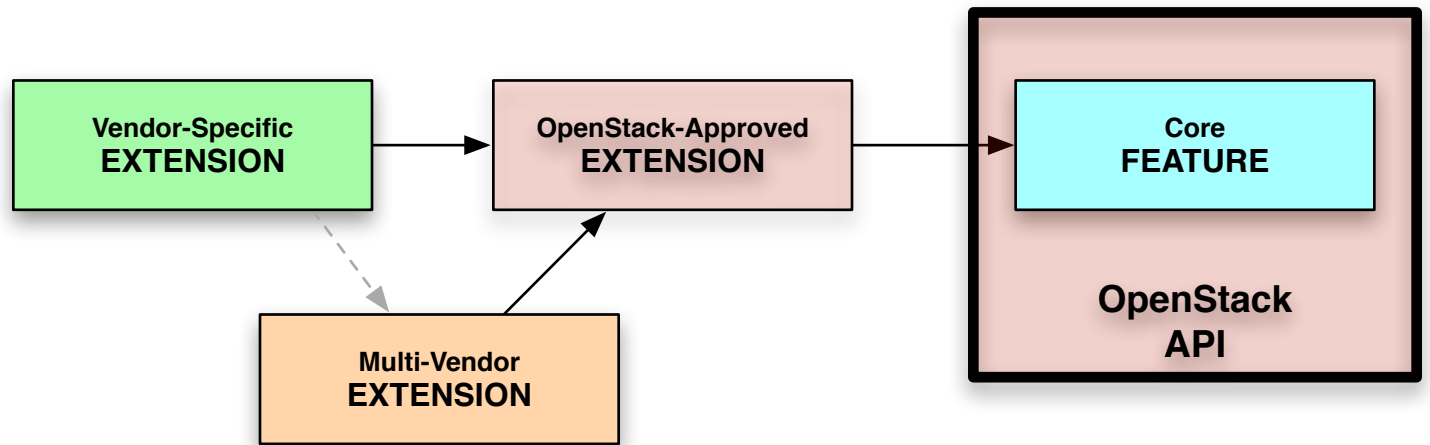 Vendor-Specific
EXTENSION
OpenStack-Approved
EXTENSION
Core
FEATURE
OpenStack
API
Multi-Vendor
EXTENSION